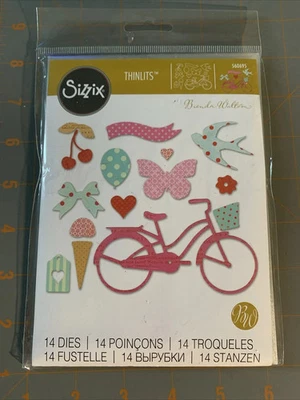 Sizzix
THINLITS™
Brenda Walton
14 DIES | 14 POINÇONS | 14 TROQUELES
14 FUSTELLE | 14 ВЫРУБКИ | 14 STANZEN